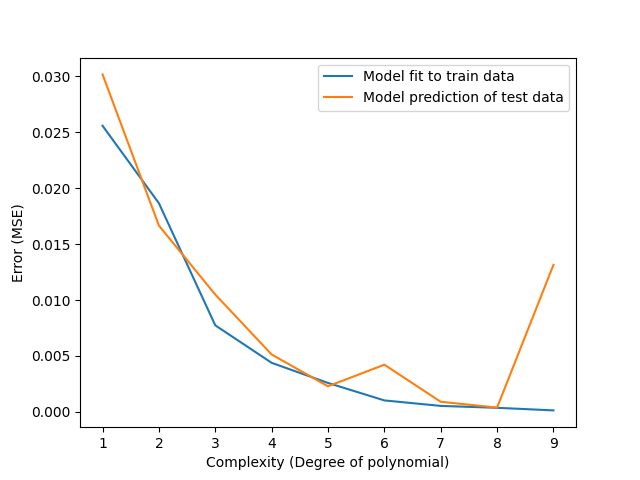 Model fit to train data
Model prediction of test data
0.030
0.025
0.020
0.015
0.010
0.005
0.000
Error (MSE)
1 2 3 4 5 6 7 8 9
Complexity (Degree of polynomial)